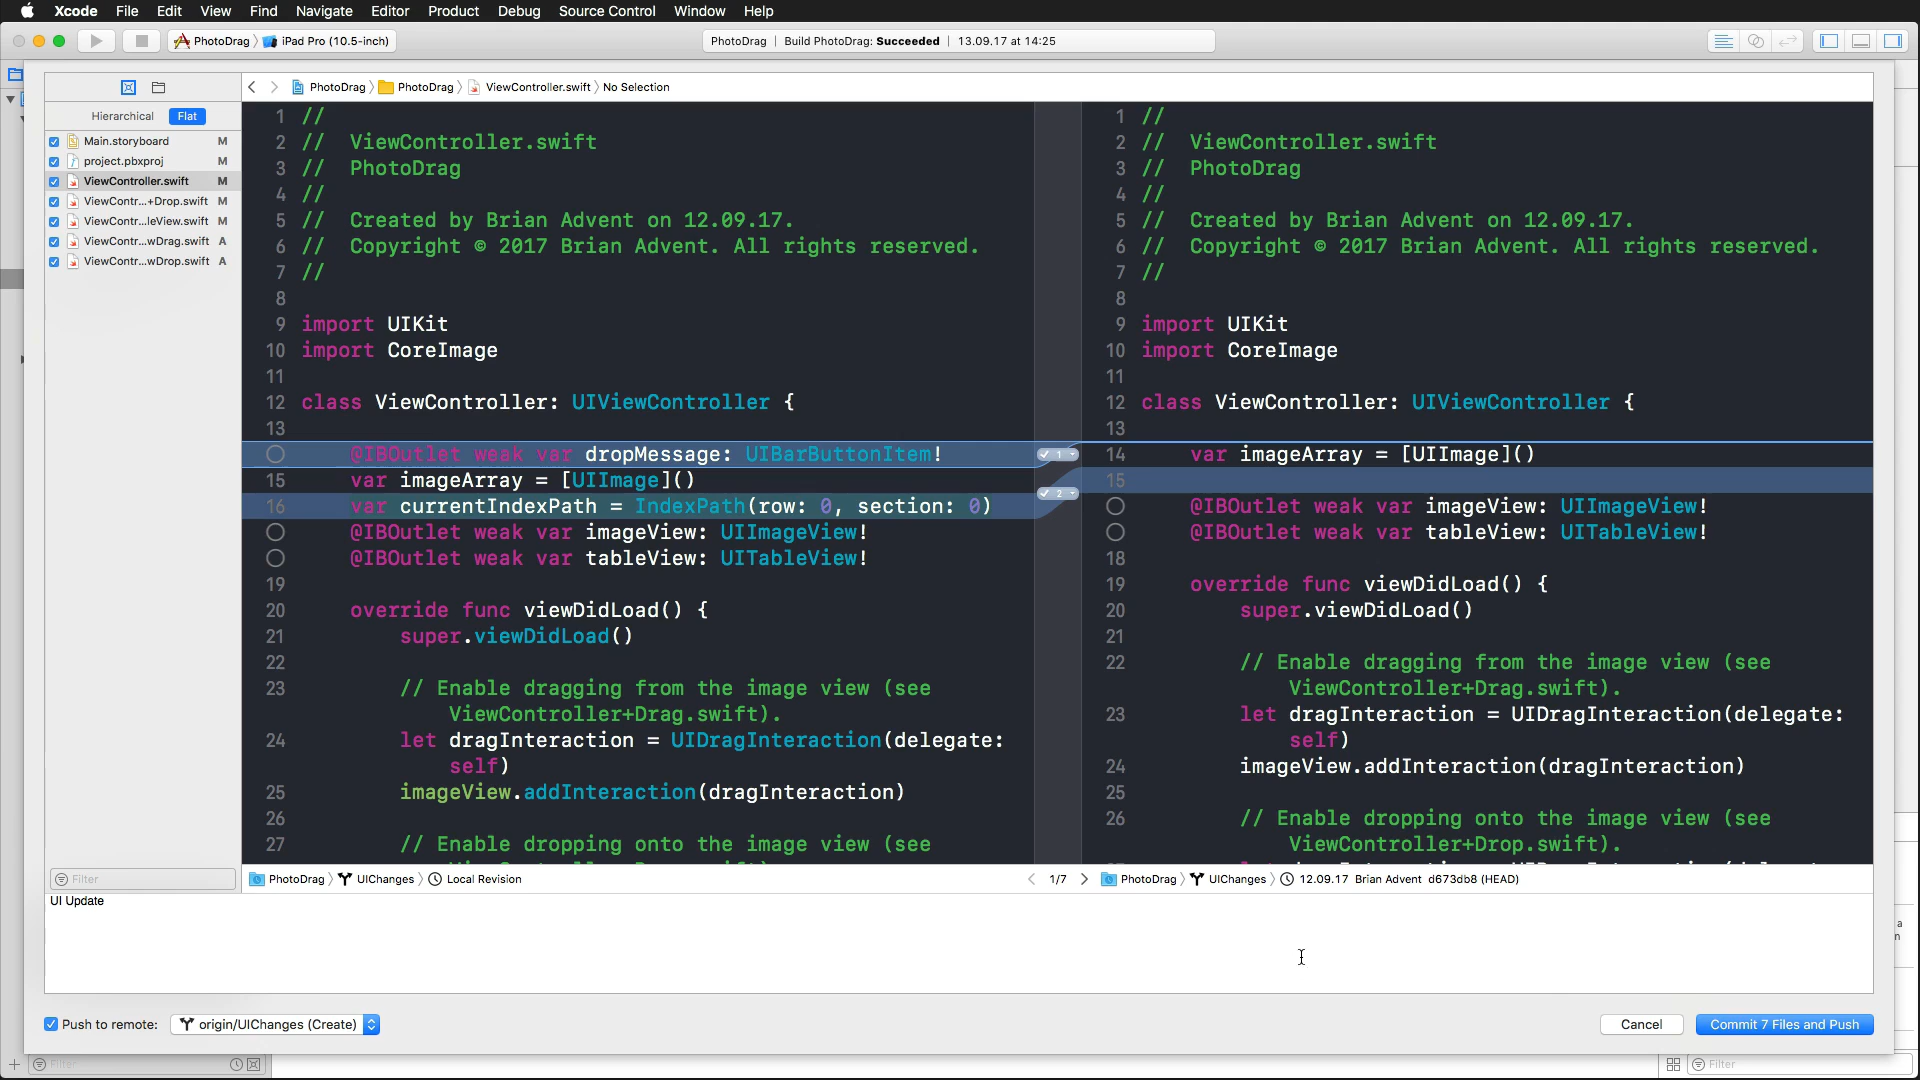 Xcode File Edit View Find Navigate Editor Product Debug Source Control Window Help
PhotoDrag iPad Pro (10.5-inch) PhotoDrag | Build PhotoDrag: Succeeded | 13.09.17 at 14:25
PhotoDrag PhotoDrag ViewController.swift No Selection
Hierarchical Flat
Main.storyboard M
project.pbxproj M
ViewController.swift M
ViewContr...+Drop.swift M
ViewContr...leView.swift M
ViewContr...wDrag.swift A
ViewContr...wDrop.swift A
Filter
1 //
2 // ViewController.swift
3 // PhotoDrag
4 //
5 // Created by Brian Advent on 12.09.17.
6 // Copyright © 2017 Brian Advent. All rights reserved.
7 //
8
9 import UIKit
10 import CoreImage
11
12 class ViewController: UIViewController {
13
@IBOutlet weak var dropMessage: UIBarButtonItem!
15 var imageArray = [UIImage]()
16 var currentIndexPath = IndexPath(row: 0, section: 0)
@IBOutlet weak var imageView: UIImageView!
@IBOutlet weak var tableView: UITableView!
19
20 override func viewDidLoad() {
21 super.viewDidLoad()
22
23 // Enable dragging from the image view (see
ViewController+Drag.swift).
24 let dragInteraction = UIDragInteraction(delegate:
self)
25 imageView.addInteraction(dragInteraction)
26
27 // Enable dropping onto the image view (see
1
2
1 //
2 // ViewController.swift
3 // PhotoDrag
4 //
5 // Created by Brian Advent on 12.09.17.
6 // Copyright © 2017 Brian Advent. All rights reserved.
7 //
8
9 import UIKit
10 import CoreImage
11
12 class ViewController: UIViewController {
13
14 var imageArray = [UIImage]()
15
@IBOutlet weak var imageView: UIImageView!
@IBOutlet weak var tableView: UITableView!
18
19 override func viewDidLoad() {
20 super.viewDidLoad()
21
22 // Enable dragging from the image view (see
ViewController+Drag.swift).
23 let dragInteraction = UIDragInteraction(delegate:
self)
24 imageView.addInteraction(dragInteraction)
25
26 // Enable dropping onto the image view (see
ViewController+Drop.swift).
PhotoDrag UIChanges Local Revision 1/7 PhotoDrag UIChanges 12.09.17 Brian Advent d673db8 (HEAD)
UI Update
a
n
Push to remote: origin/UIChanges (Create) Cancel Commit 7 Files and Push
Filter Filter